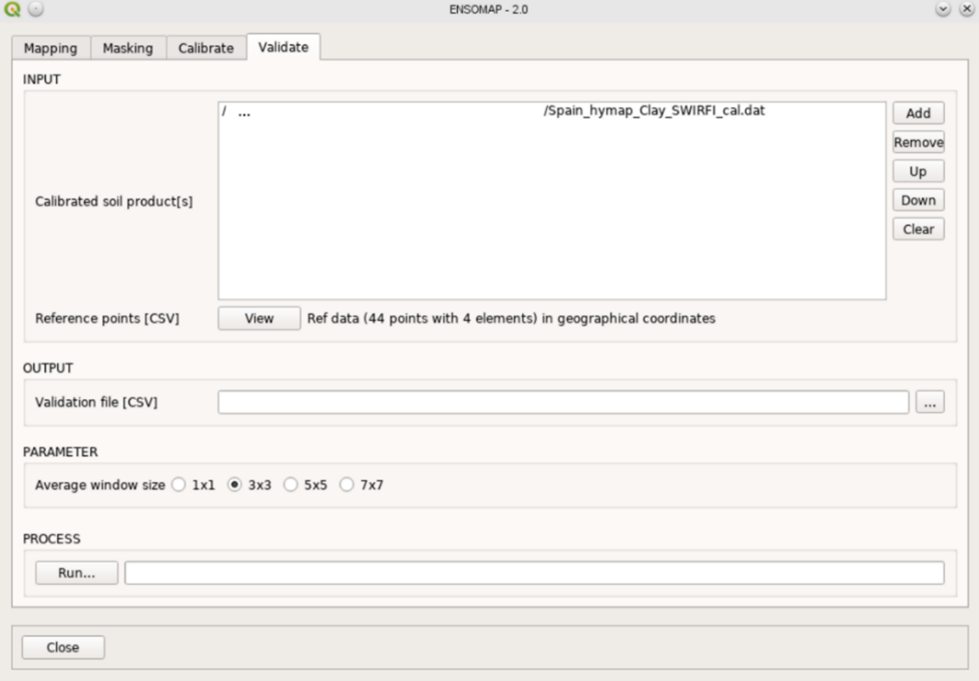 ENSOMAP - 2.0
Mapping Masking Calibrate Validate
INPUT
/ ... /Spain_hymap_Clay_SWIRFI_cal.dat
Add
Remove
Up
Calibrated soil product[s]
Down
Clear
Reference points [CSV] View Ref data (44 points with 4 elements) in geographical coordinates
OUTPUT
Validation file [CSV] ...
PARAMETER
Average window size 1x1 3x3 5x5 7x7
PROCESS
Run...
Close